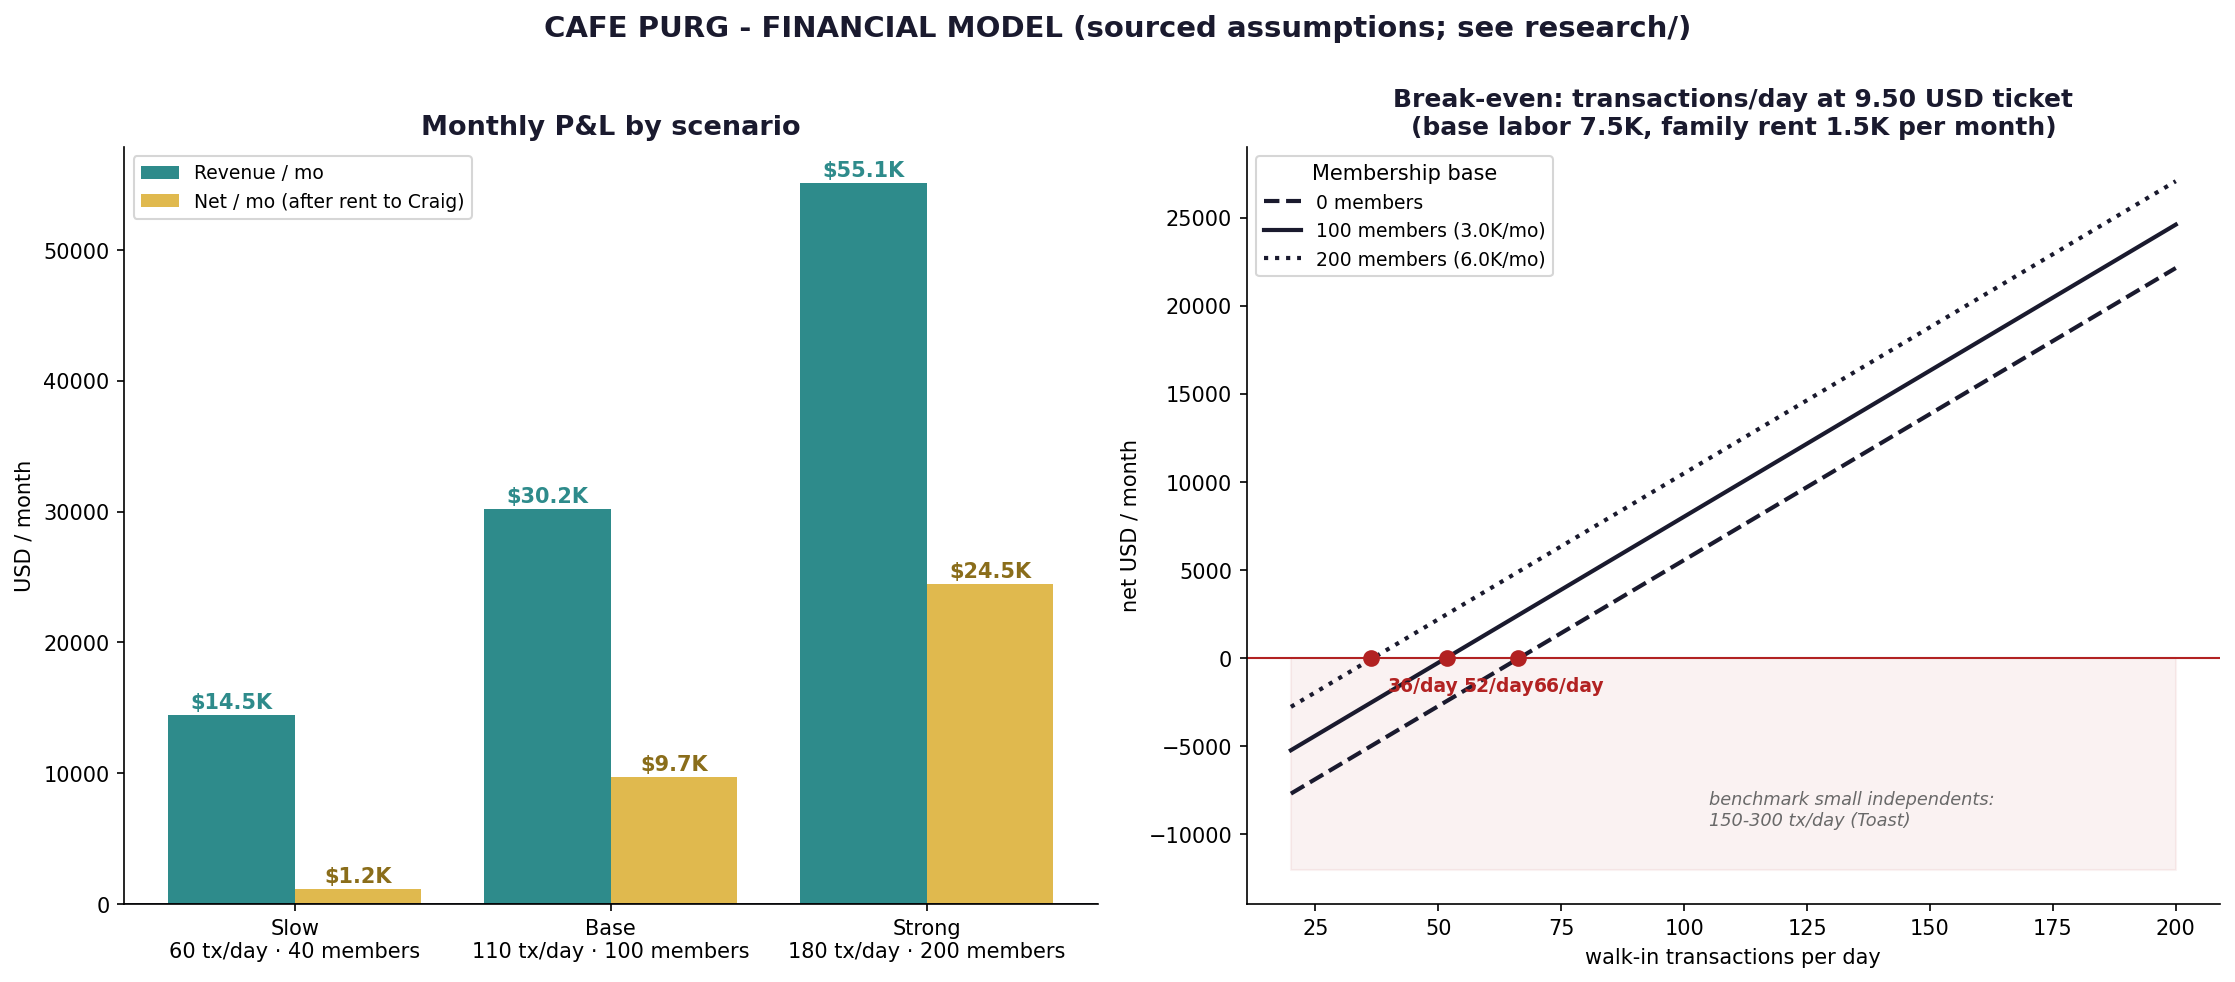 CAFE PURG - FINANCIAL MODEL (sourced assumptions; see research/)
Monthly P&L by scenario
Revenue / mo
Net / mo (after rent to Craig)
USD / month
50000
40000
30000
20000
10000
0
$14.5K
$1.2K
$30.2K
$9.7K
$55.1K
$24.5K
Slow
60 tx/day · 40 members
Base
110 tx/day · 100 members
Strong
180 tx/day · 200 members
Break-even: transactions/day at 9.50 USD ticket
(base labor 7.5K, family rent 1.5K per month)
Membership base
0 members
100 members (3.0K/mo)
200 members (6.0K/mo)
net USD / month
25000
20000
15000
10000
5000
0
−5000
−10000
36/day
52/day
66/day
benchmark small independents:
150-300 tx/day (Toast)
25
50
75
100
125
150
175
200
walk-in transactions per day